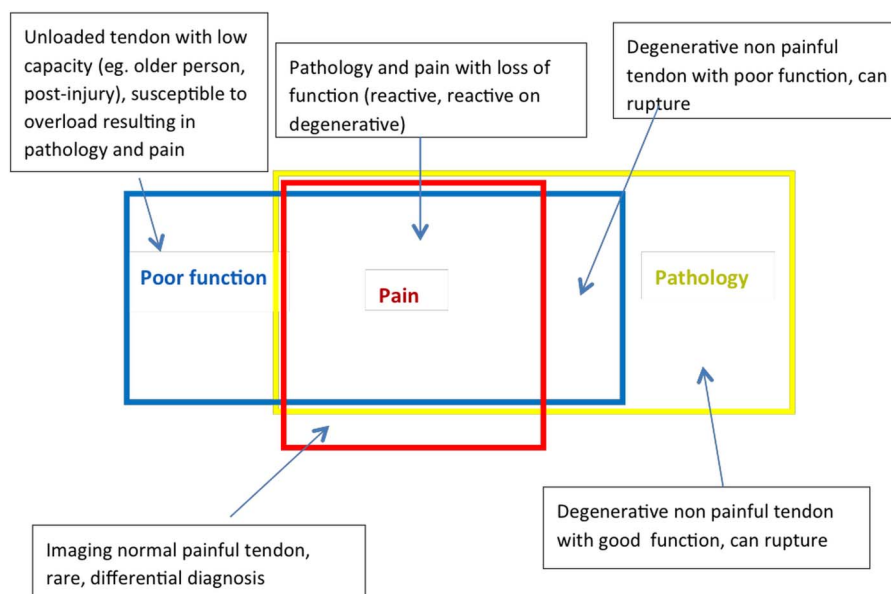 Unloaded tendon with low
capacity (eg. older person,
post-injury), susceptible to
overload resulting in
pathology and pain
Pathology and pain with loss of
function (reactive, reactive on
degenerative)
Degenerative non painful
tendon with poor function, can
rupture
Poor function
Pain
Pathology
Imaging normal painful tendon,
rare, differential diagnosis
Degenerative non painful tendon
with good function, can rupture